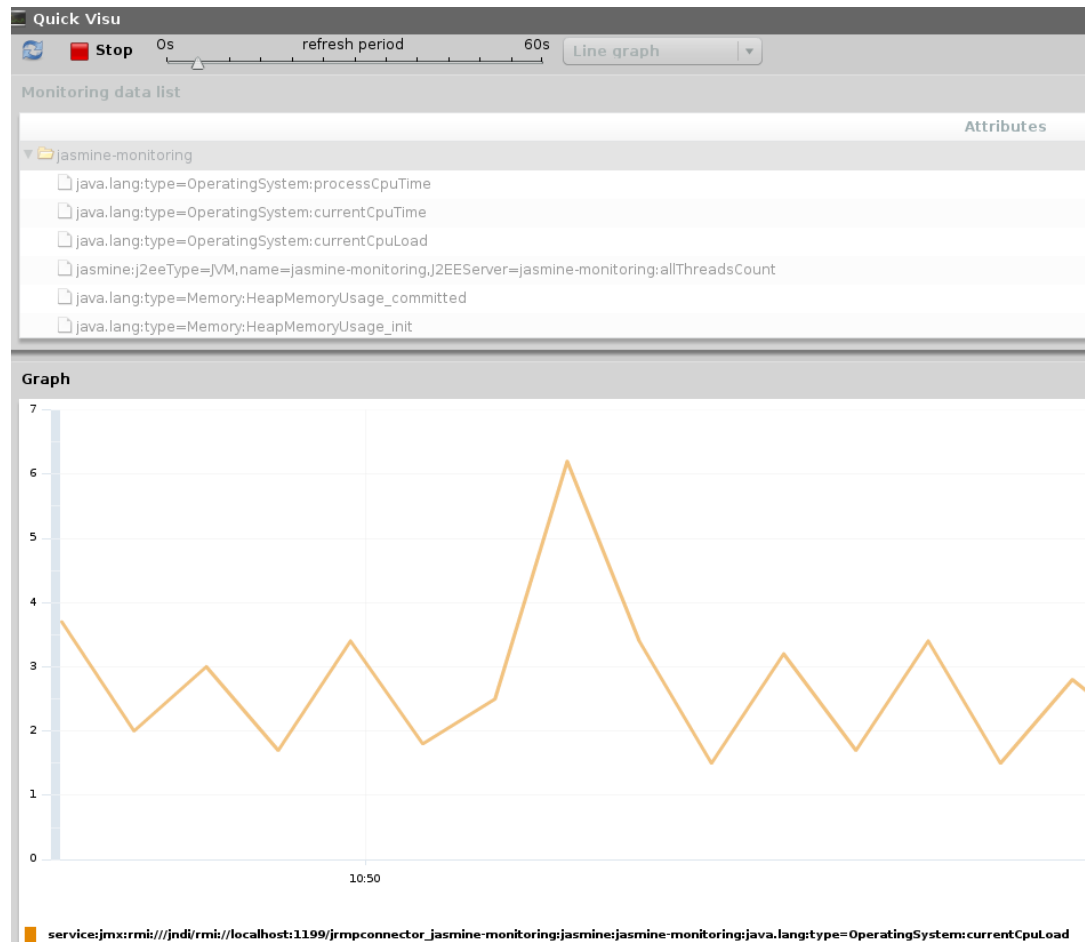 Quick Visu
Stop 0s refresh period 60s Line graph
Monitoring data list
Attributes
jasmine-monitoring
java.lang:type=OperatingSystem:processCpuTime
java.lang:type=OperatingSystem:currentCpuTime
java.lang:type=OperatingSystem:currentCpuLoad
jasmine:j2eeType=JVM,name=jasmine-monitoring,J2EEServer=jasmine-monitoring:allThreadsCount
java.lang:type=Memory:HeapMemoryUsage_committed
java.lang:type=Memory:HeapMemoryUsage_init
Graph
7
6
5
4
3
2
1
0
10:50
service:jmx:rmi:///jndi/rmi://localhost:1199/jrmpconnector_jasmine-monitoring:jasmine:jasmine-monitoring:java.lang:type=OperatingSystem:currentCpuLoad